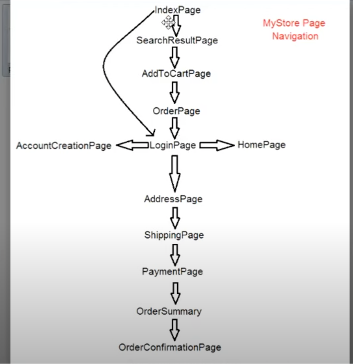 IndexPage
MyStore Page
Navigation
SearchResultPage
AddToCartPage
OrderPage
AccountCreationPage
LoginPage
HomePage
AddressPage
ShippingPage
PaymentPage
OrderSummary
OrderConfirmationPage